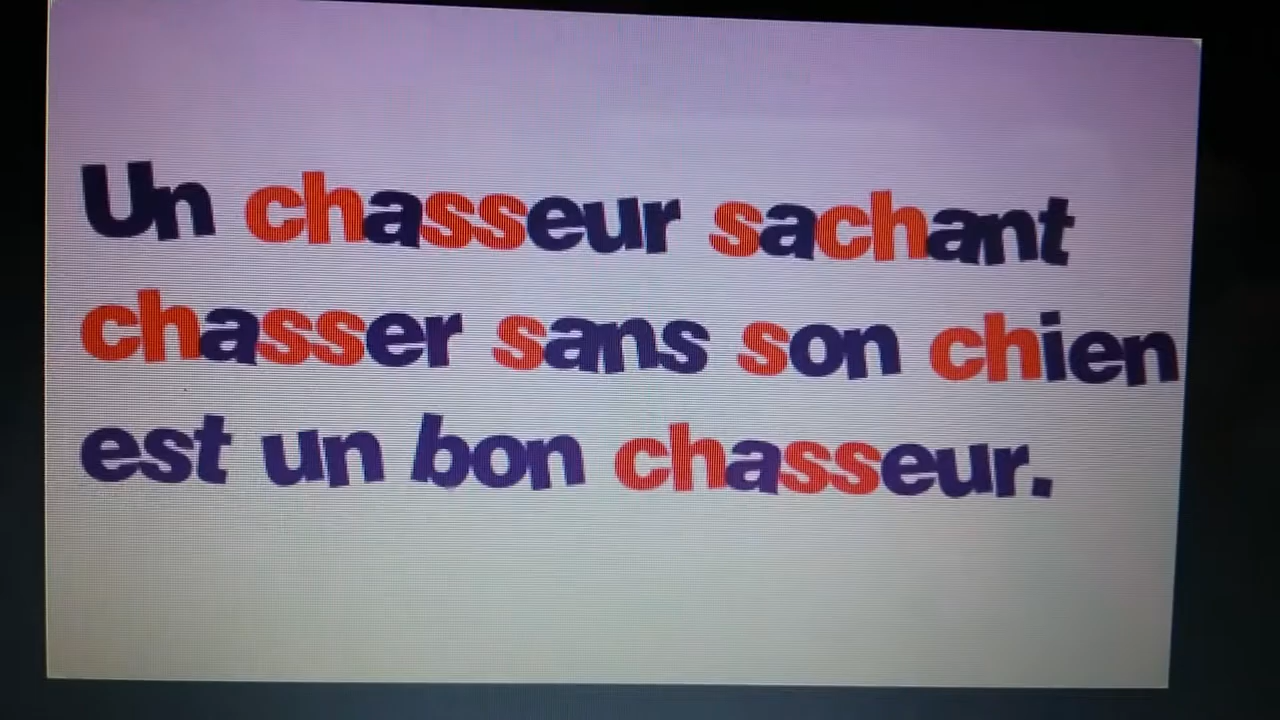 Un chasseur sachant
chasser sans son chien
est un bon chasseur.